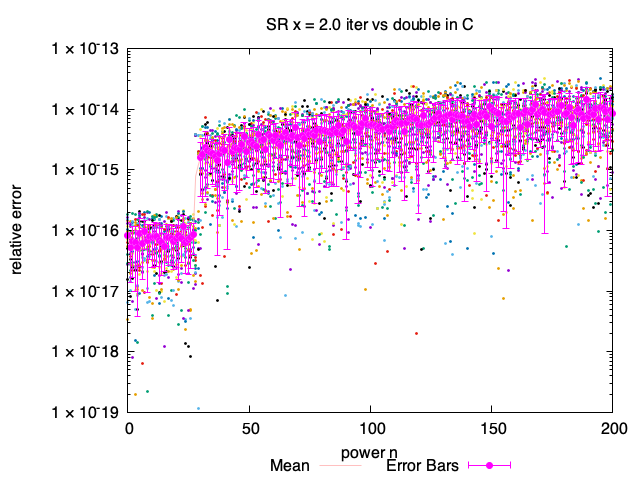 SR x = 2.0 iter vs double in C
1 × 10⁻¹³
1 × 10⁻¹⁴
1 × 10⁻¹⁵
1 × 10⁻¹⁶
1 × 10⁻¹⁷
1 × 10⁻¹⁸
1 × 10⁻¹⁹
relative error
0 50 100 150 200
power n
Mean Error Bars